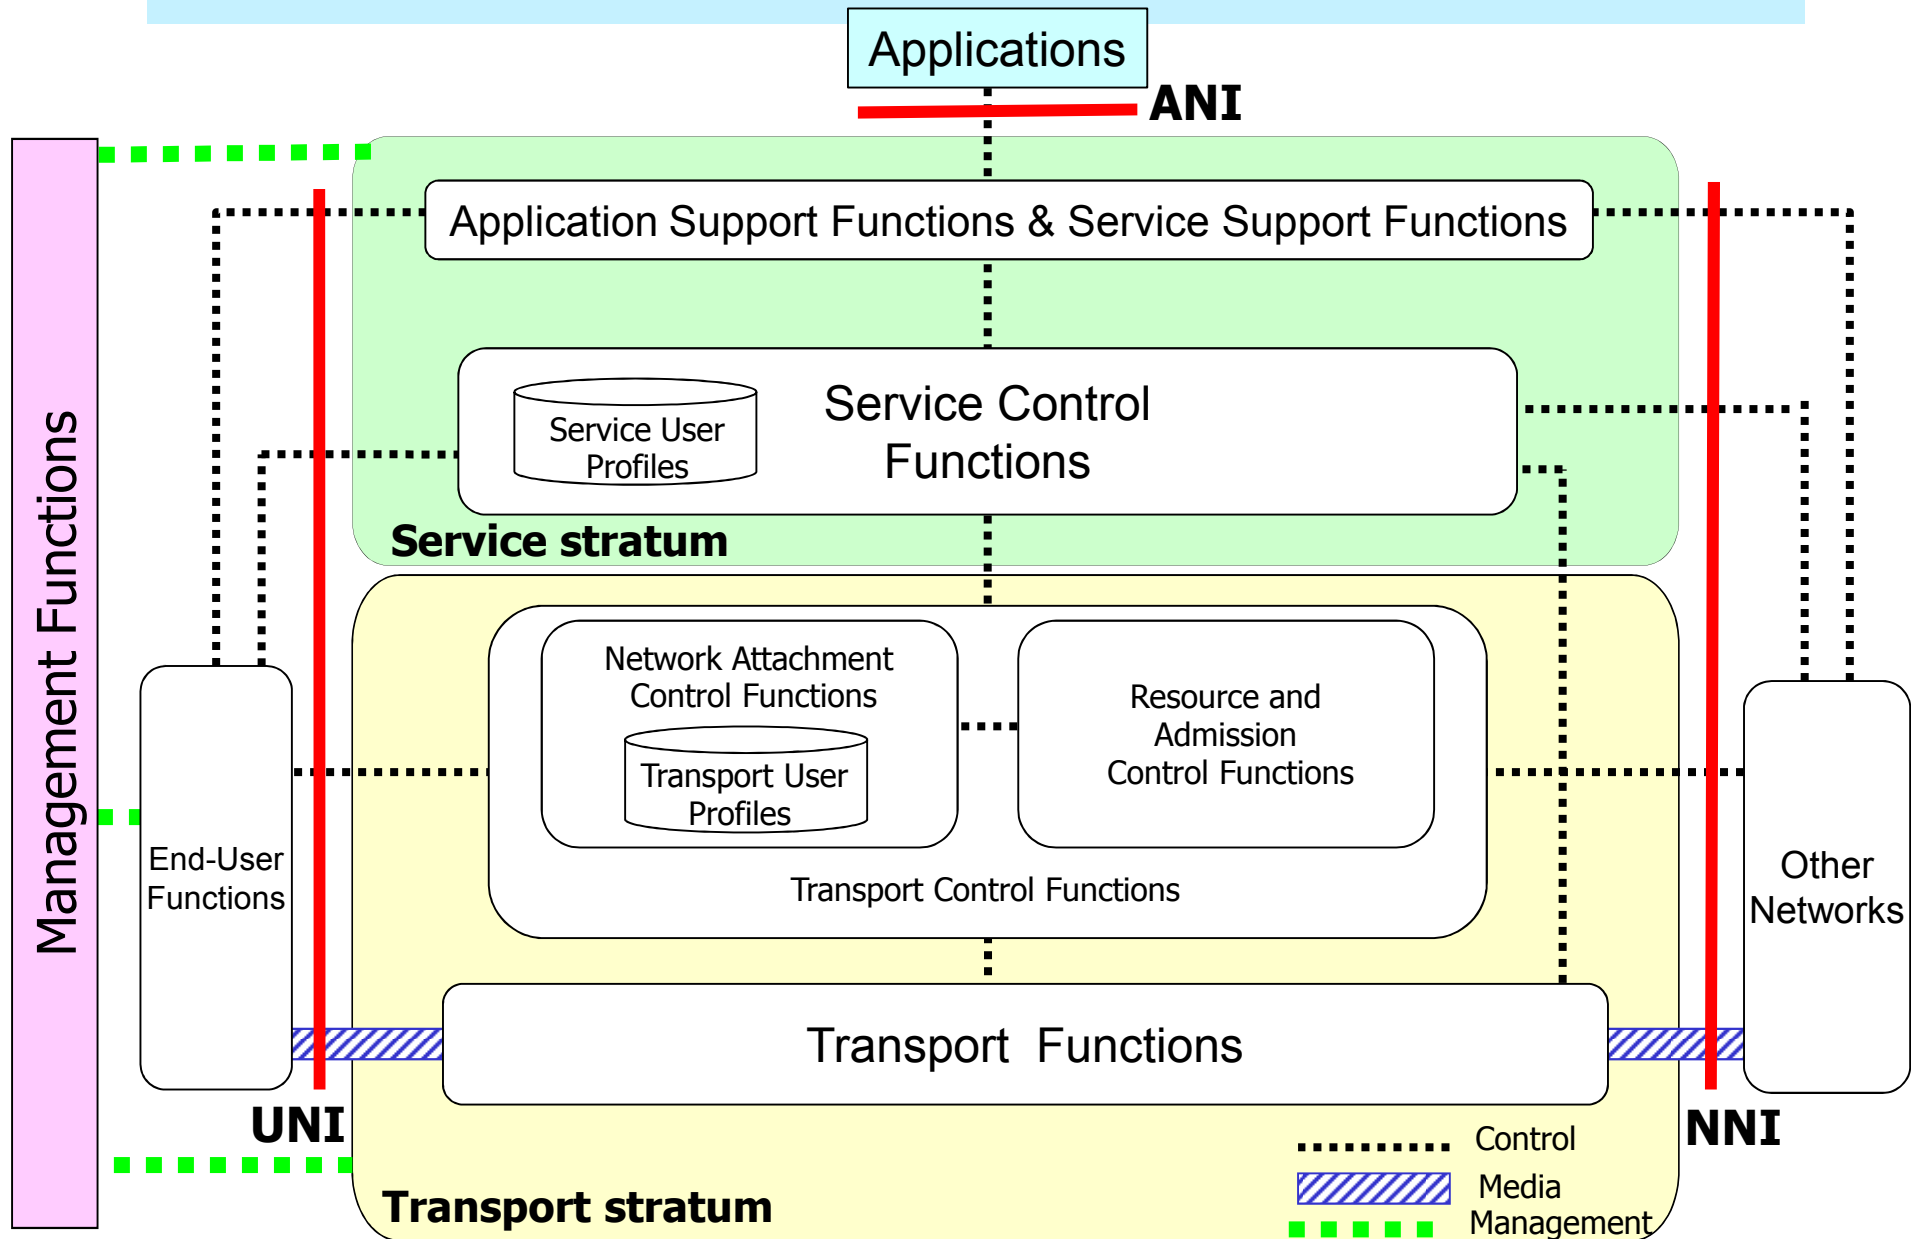 Applications
ANI
Application Support Functions & Service Support Functions
Service Control
Functions
Service User
Profiles
Service stratum
Management Functions
Network Attachment
Control Functions
Transport User
Profiles
Resource and
Admission
Control Functions
Transport Control Functions
End-User
Functions
Other
Networks
Transport Functions
UNI
NNI
Control
Media
Management
Transport stratum